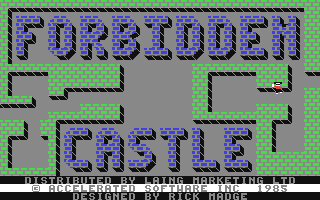 FORBIDDEN
CASTLE
DISTRIBUTED BY LAING MARKETING LTD
© ACCELERATED SOFTWARE INC 1985
DESIGNED BY RICK MADGE